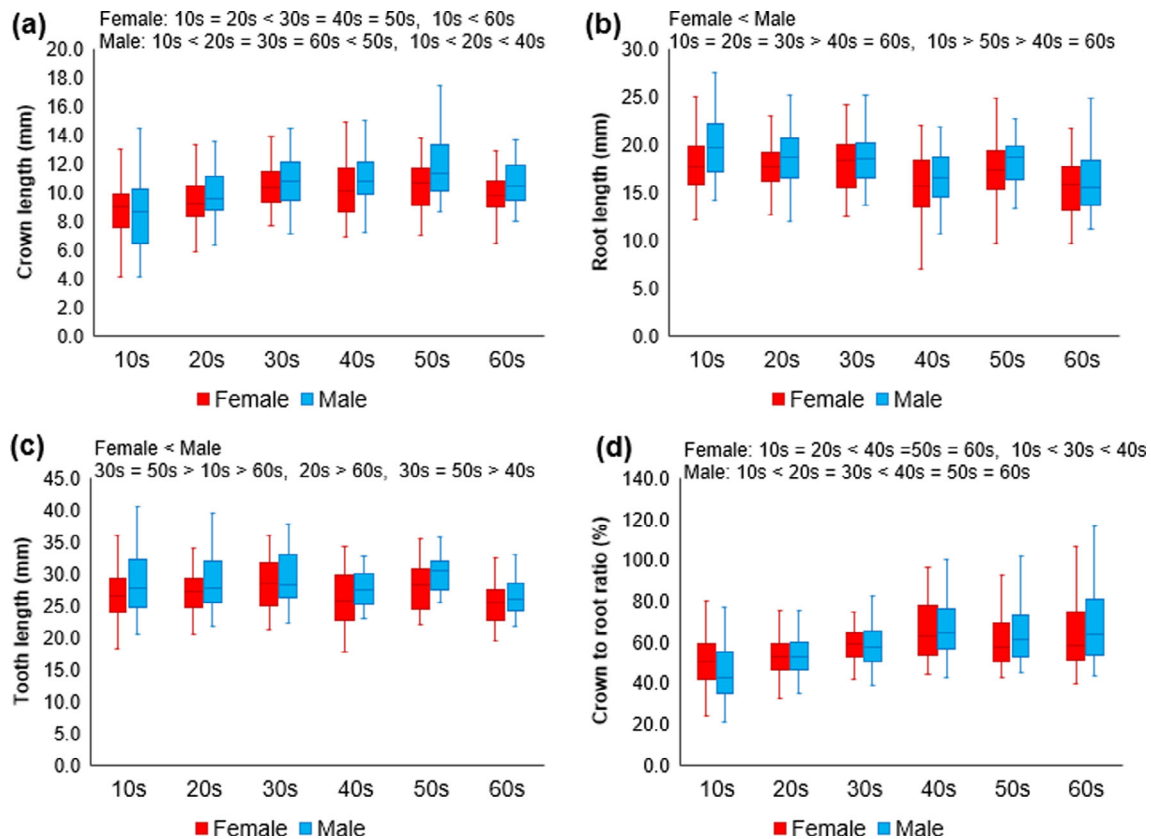 (a)
Female: 10s = 20s < 30s = 40s = 50s, 10s < 60s
Male: 10s < 20s = 30s = 60s < 50s, 10s < 20s < 40s
Crown length (mm)
20.0
18.0
16.0
14.0
12.0
10.0
8.0
6.0
4.0
2.0
0.0
10s 20s 30s 40s 50s 60s
Female Male
(b)
Female < Male
10s = 20s = 30s > 40s = 60s, 10s > 50s > 40s = 60s
Root length (mm)
30.0
25.0
20.0
15.0
10.0
5.0
0.0
10s 20s 30s 40s 50s 60s
Female Male
(c)
Female < Male
30s = 50s > 10s > 60s, 20s > 60s, 30s = 50s > 40s
Tooth length (mm)
45.0
40.0
35.0
30.0
25.0
20.0
15.0
10.0
5.0
0.0
10s 20s 30s 40s 50s 60s
Female Male
(d)
Female: 10s = 20s < 40s =50s = 60s, 10s < 30s < 40s
Male: 10s < 20s = 30s < 40s = 50s = 60s
Crown to root ratio (%)
140.0
120.0
100.0
80.0
60.0
40.0
20.0
0.0
10s 20s 30s 40s 50s 60s
Female Male